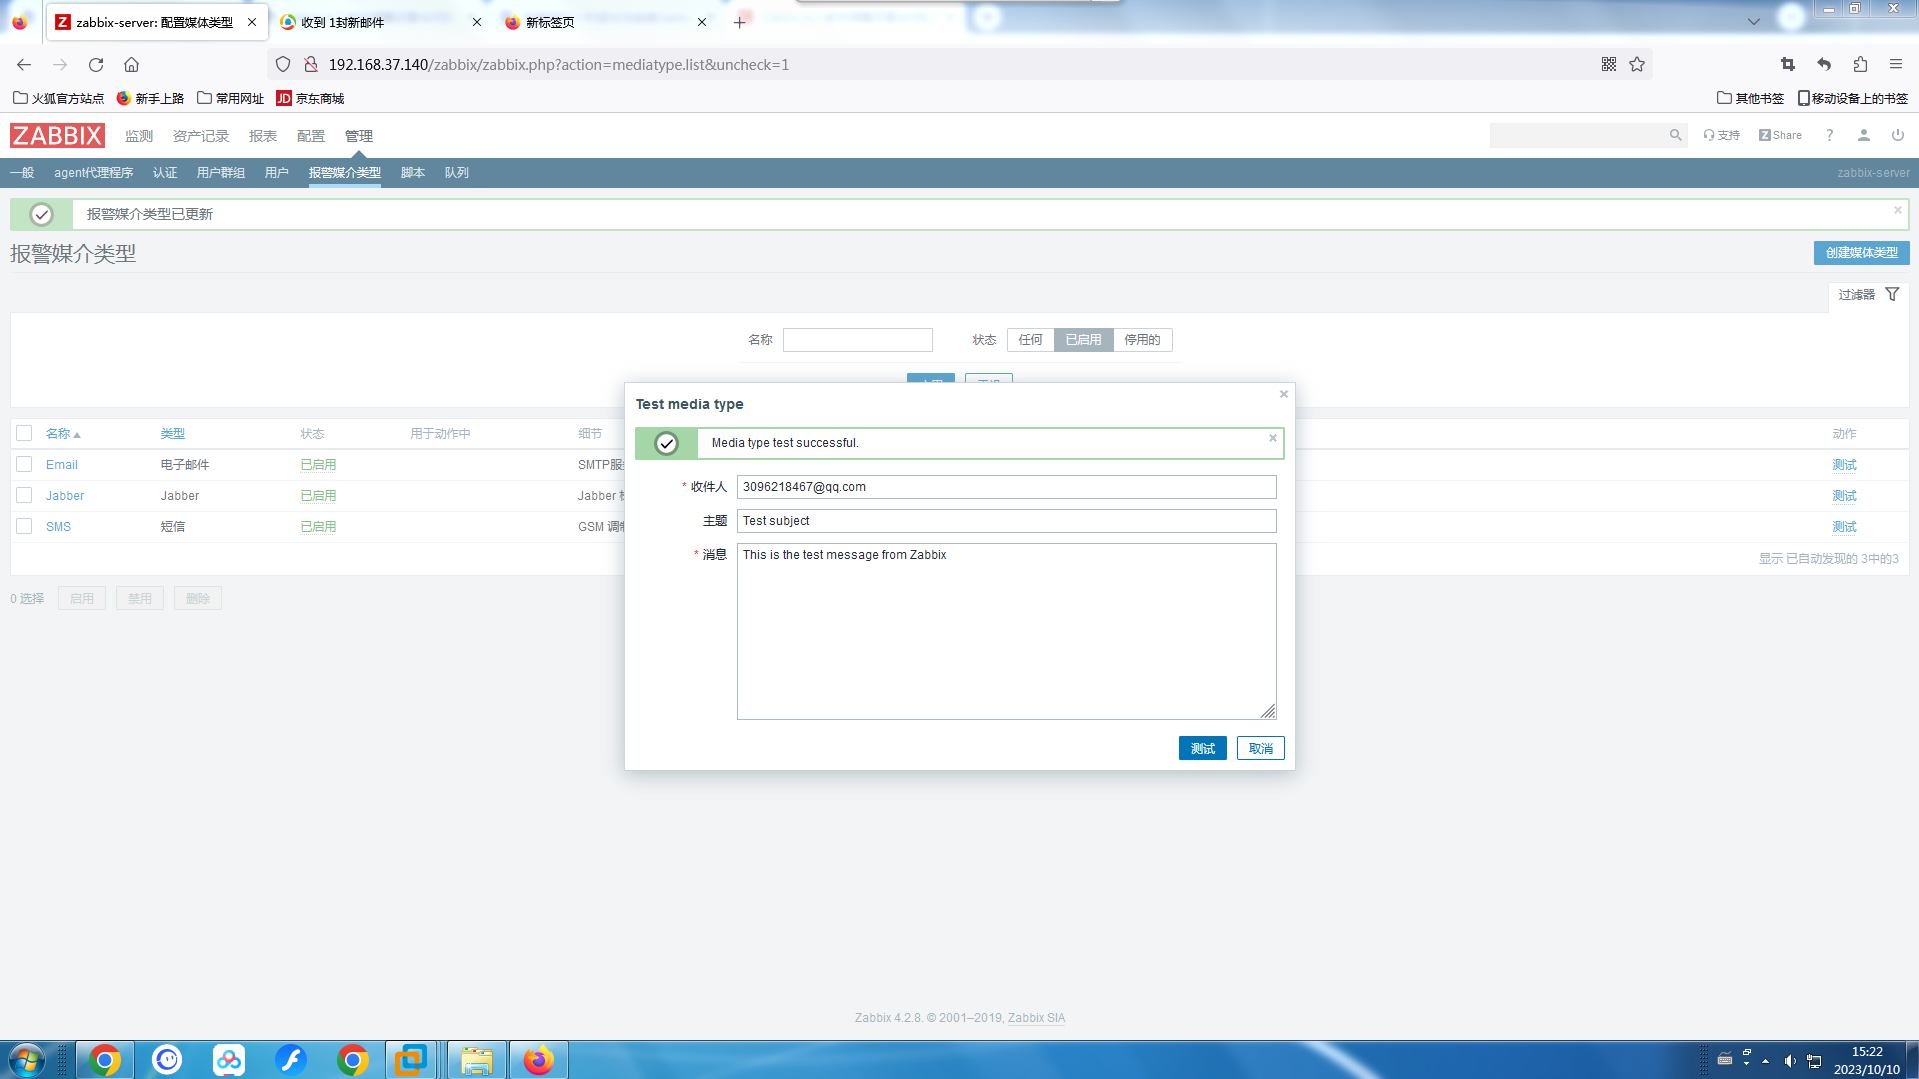 zabbix-server: 配置媒体类型
收到 1封新邮件
新标签页
192.168.37.140/zabbix/zabbix.php?action=mediatype.list&uncheck=1
火狐官方站点
新手上路
常用网址
JD 京东商城
其他书签
移动设备上的书签
ZABBIX
监测
资产记录
报表
配置
管理
支持
Z Share
?
一般
agent代理程序
认证
用户群组
用户
报警媒介类型
脚本
队列
zabbix-server
报警媒介类型已更新
报警媒介类型
创建媒体类型
过滤器
名称
状态
任何
已启用
停用的
名称
类型
状态
用于动作中
细节
动作
Email
电子邮件
已启用
SMTP服
测试
Jabber
Jabber
已启用
Jabber
测试
SMS
短信
已启用
GSM 调制
测试
显示 已自动发现的 3中的3
0 选择
启用
禁用
删除
Test media type
Media type test successful.
* 收件人
3096218467@qq.com
主题
Test subject
* 消息
This is the test message from Zabbix
测试
取消
Zabbix 4.2.8. © 2001–2019, Zabbix SIA
15:22
2023/10/10